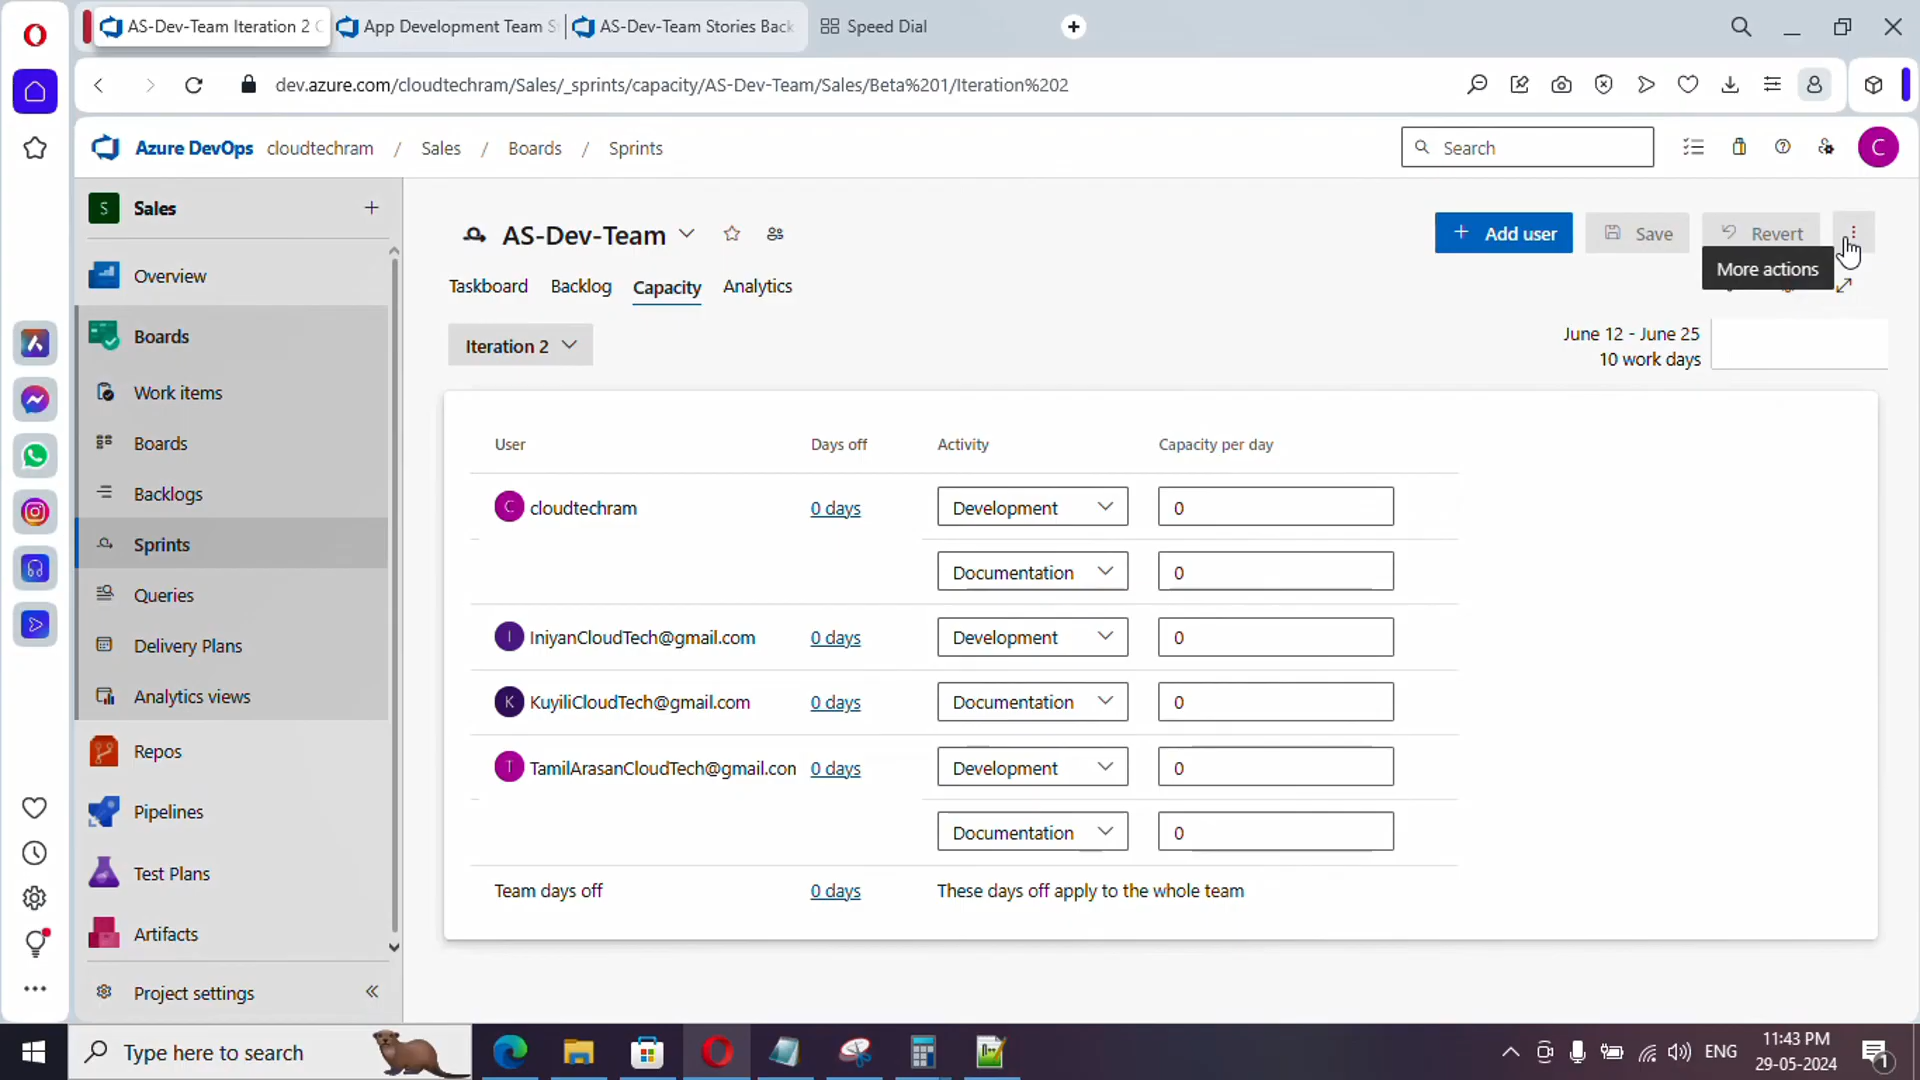 AS-Dev-Team Iteration 2 C
App Development Team S
AS-Dev-Team Stories Back
Speed Dial
dev.azure.com/cloudtechram/Sales/_sprints/capacity/AS-Dev-Team/Sales/Beta%201/Iteration%202
Azure DevOps cloudtechram / Sales / Boards / Sprints
Search
C
S Sales
Overview
Boards
Work items
Boards
Backlogs
Sprints
Queries
Delivery Plans
Analytics views
Repos
Pipelines
Test Plans
Artifacts
Project settings
AS-Dev-Team
Add user
Save
Revert
More actions
Taskboard Backlog Capacity Analytics
Iteration 2
June 12 - June 25
10 work days
User Days off Activity Capacity per day
C cloudtechram 0 days Development 0
Documentation 0
I IniyanCloudTech@gmail.com 0 days Development 0
K KuyiliCloudTech@gmail.com 0 days Documentation 0
T TamilArasanCloudTech@gmail.con 0 days Development 0
Documentation 0
Team days off 0 days These days off apply to the whole team
Type here to search
ENG
11:43 PM
29-05-2024
1